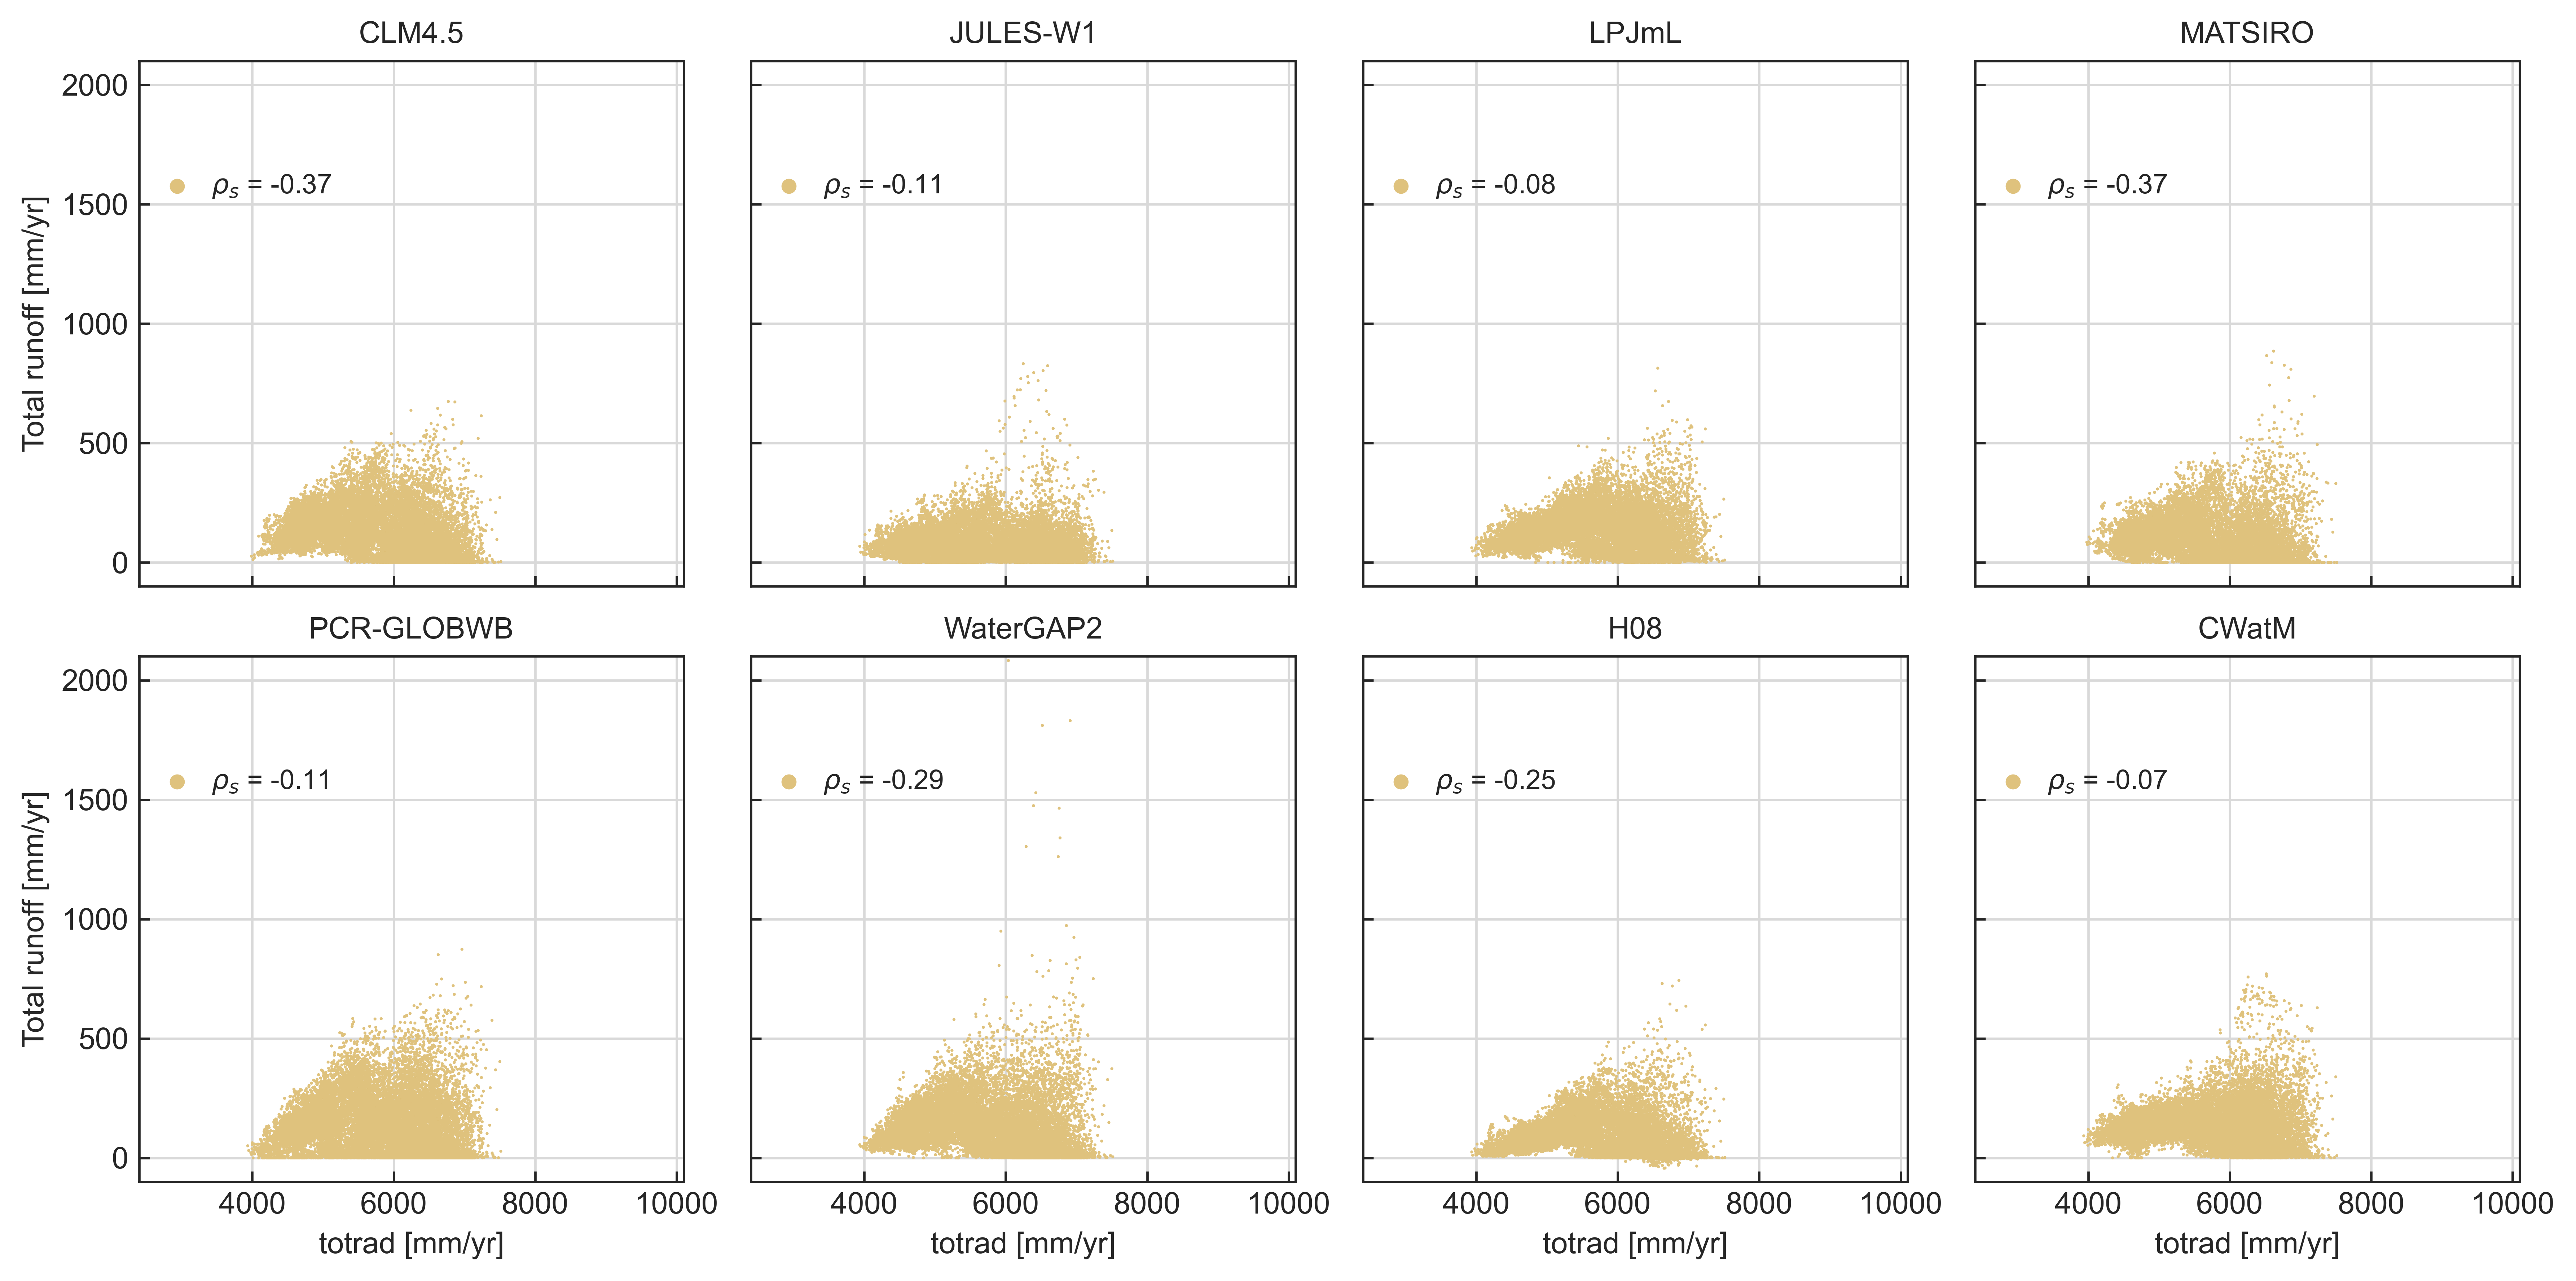 CLM4.5
JULES-W1
LPJmL
MATSIRO
Total runoff [mm/yr]
2000
1500
1000
500
0
ρs = -0.37
ρs = -0.11
ρs = -0.08
ρs = -0.37
PCR-GLOBWB
WaterGAP2
H08
CWatM
Total runoff [mm/yr]
2000
1500
1000
500
0
ρs = -0.11
ρs = -0.29
ρs = -0.25
ρs = -0.07
4000 6000 8000 10000
4000 6000 8000 10000
4000 6000 8000 10000
4000 6000 8000 10000
totrad [mm/yr]
totrad [mm/yr]
totrad [mm/yr]
totrad [mm/yr]